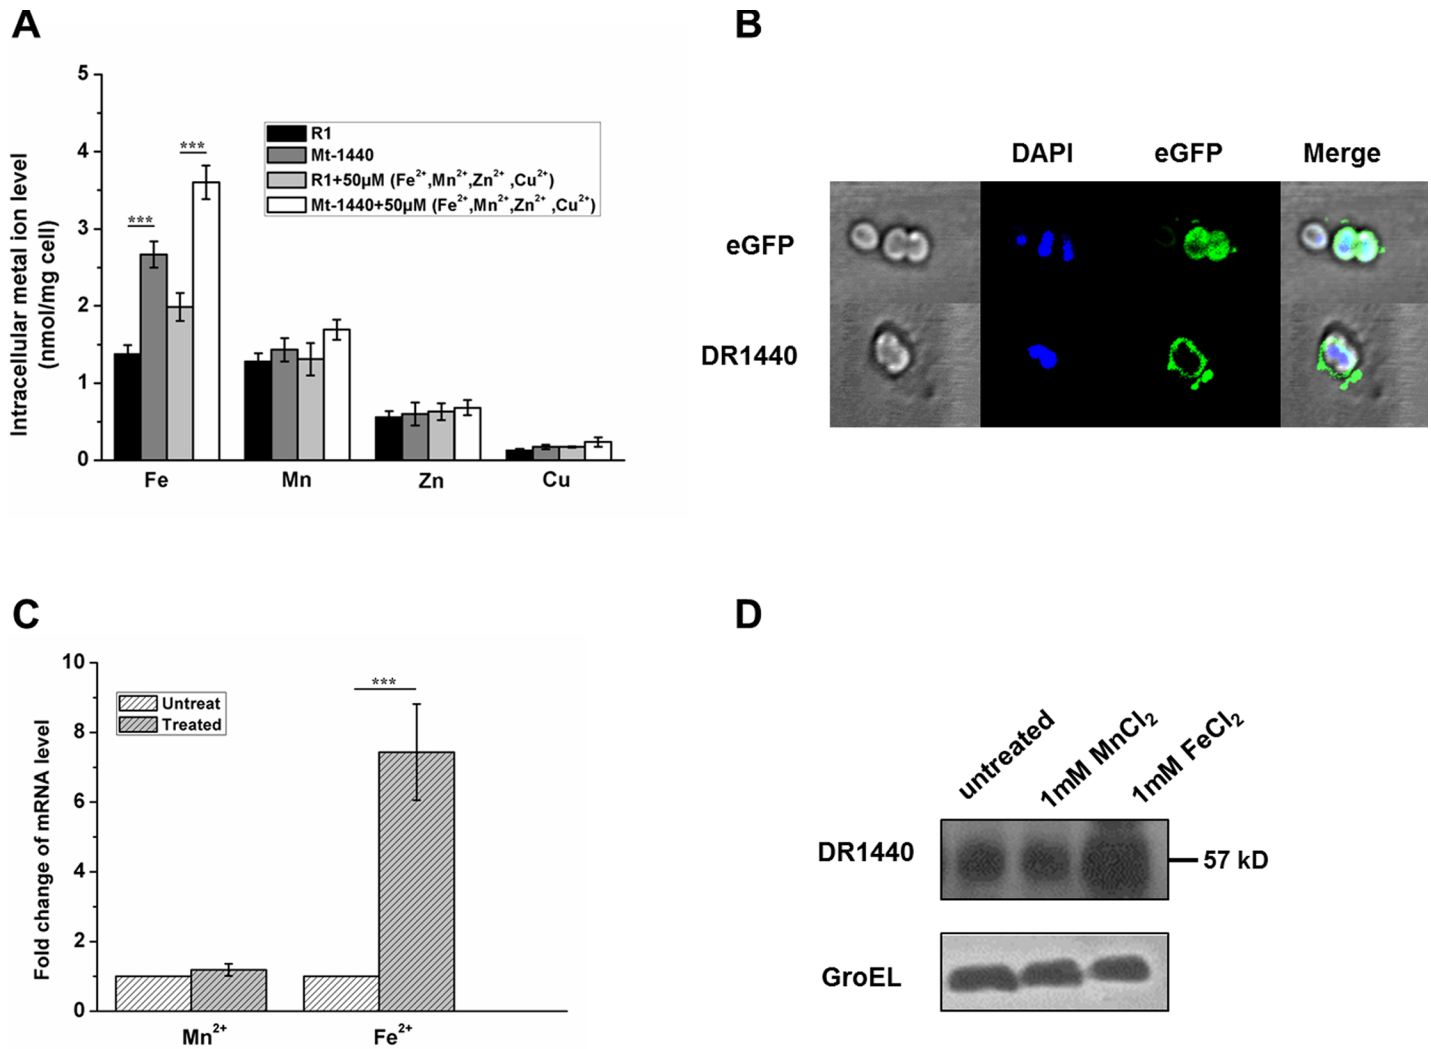 A
5
4
3
2
1
0
Intracellular metal ion level
(nmol/mg cell)
R1
Mt-1440
R1+50μM (Fe²⁺,Mn²⁺,Zn²⁺ ,Cu²⁺)
Mt-1440+50μM (Fe²⁺,Mn²⁺,Zn²⁺ ,Cu²⁺)
***
***
Fe
Mn
Zn
Cu
B
DAPI
eGFP
Merge
eGFP
DR1440
C
10
8
6
4
2
0
Fold change of mRNA level
Untreat
Treated
***
Mn²⁺
Fe²⁺
D
untreated
1mM MnCl₂
1mM FeCl₂
DR1440
57 kD
GroEL